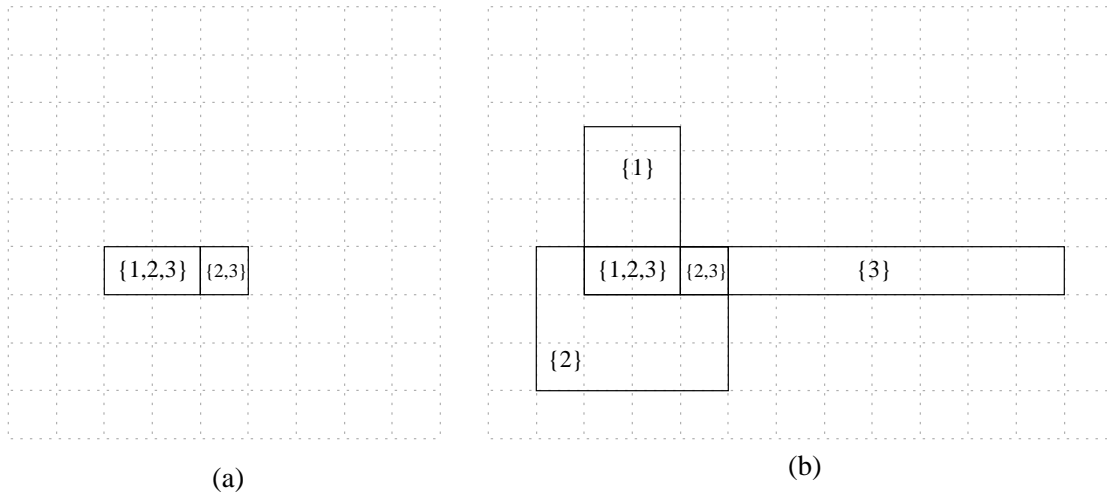 {1}
{1,2,3} {2,3} {1,2,3} {2,3} {3}
{2}
(a) (b)